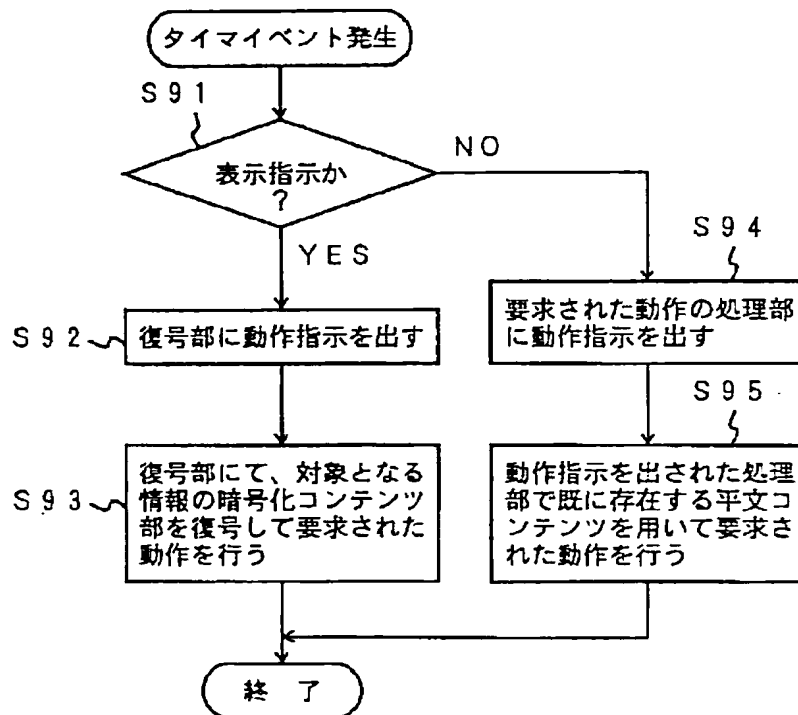 タイマイベント発生
S91
表示指示か
?
NO
YES
S92
復号部に動作指示を出す
S94
要求された動作の処理部
に動作指示を出す
S93
復号部にて、対象となる
情報の暗号化コンテンツ
部を復号して要求された
動作を行う
S95
動作指示を出された処理
部で既に存在する平文コ
ンテンツを用いて要求さ
れた動作を行う
終 了